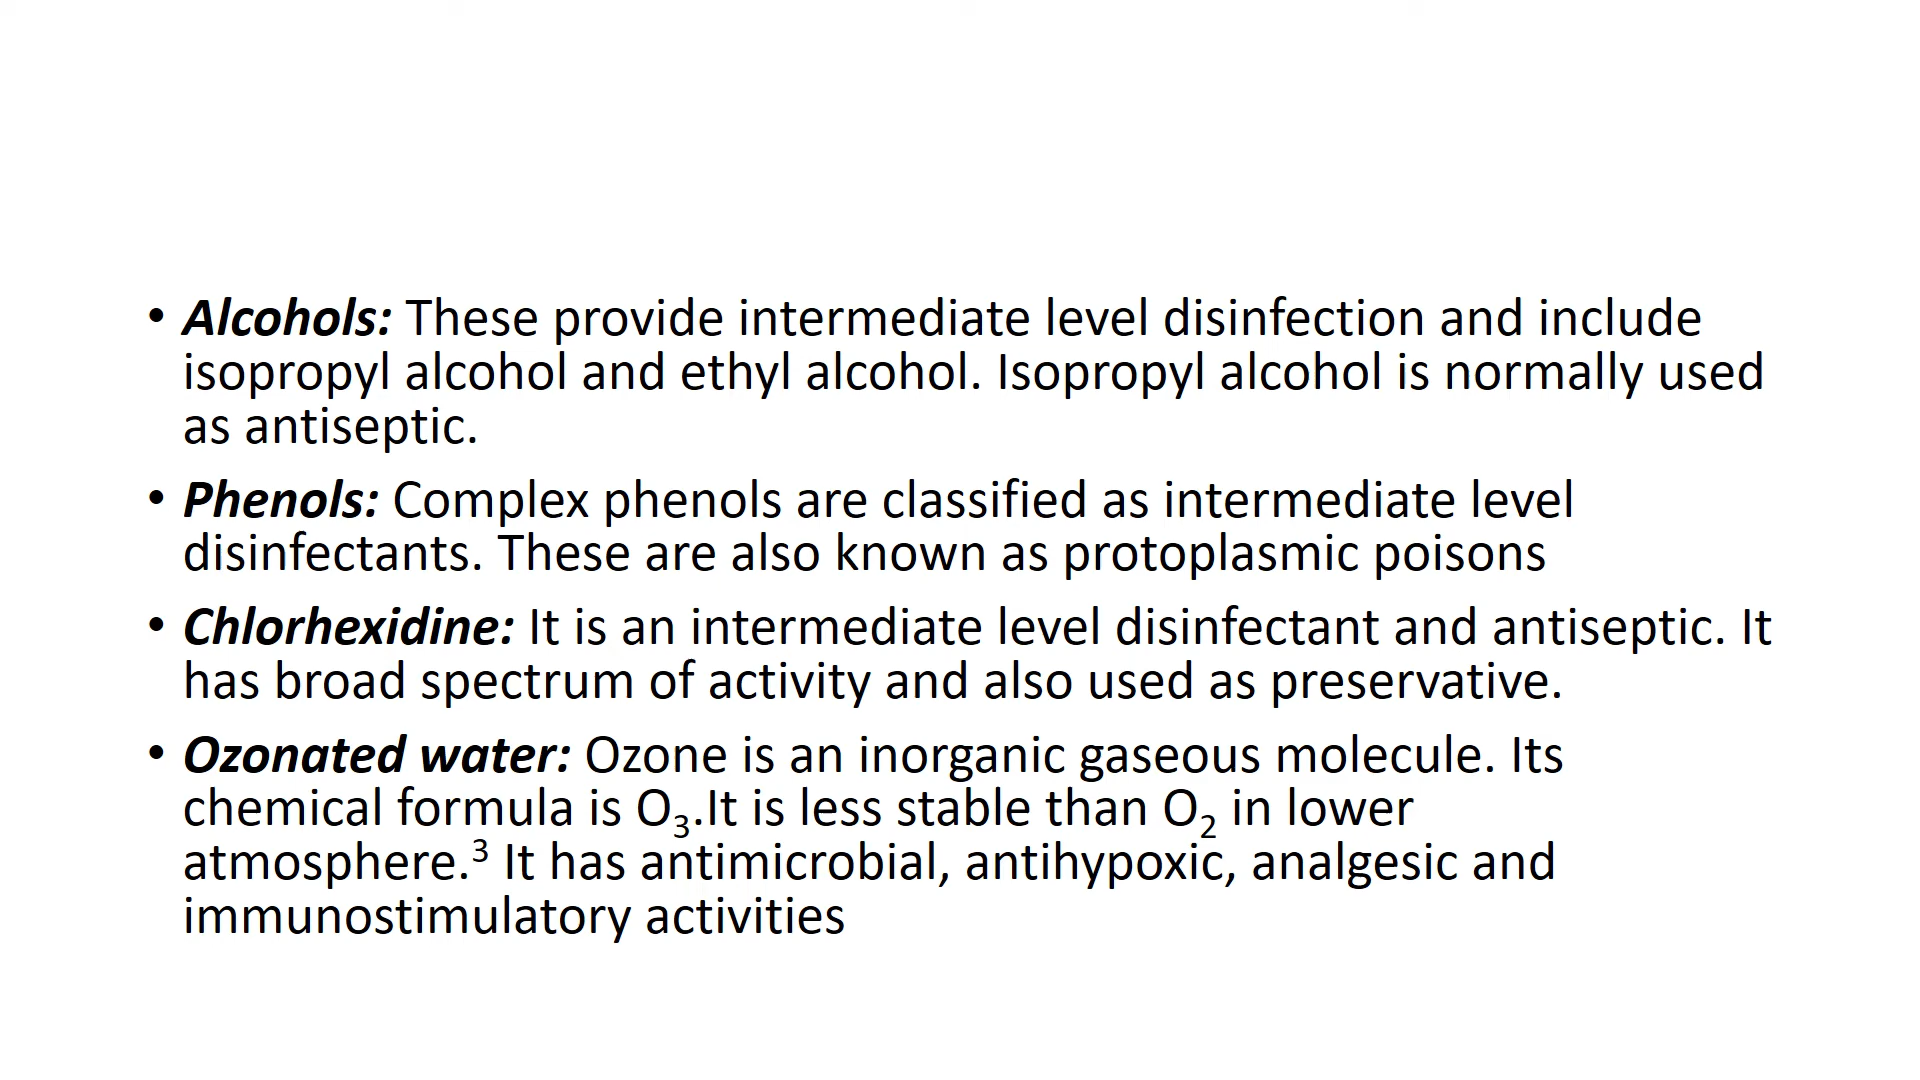 • Alcohols: These provide intermediate level disinfection and include
isopropyl alcohol and ethyl alcohol. Isopropyl alcohol is normally used
as antiseptic.
• Phenols: Complex phenols are classified as intermediate level
disinfectants. These are also known as protoplasmic poisons
• Chlorhexidine: It is an intermediate level disinfectant and antiseptic. It
has broad spectrum of activity and also used as preservative.
• Ozonated water: Ozone is an inorganic gaseous molecule. Its
chemical formula is O₃.It is less stable than O₂ in lower
atmosphere.³ It has antimicrobial, antihypoxic, analgesic and
immunostimulatory activities